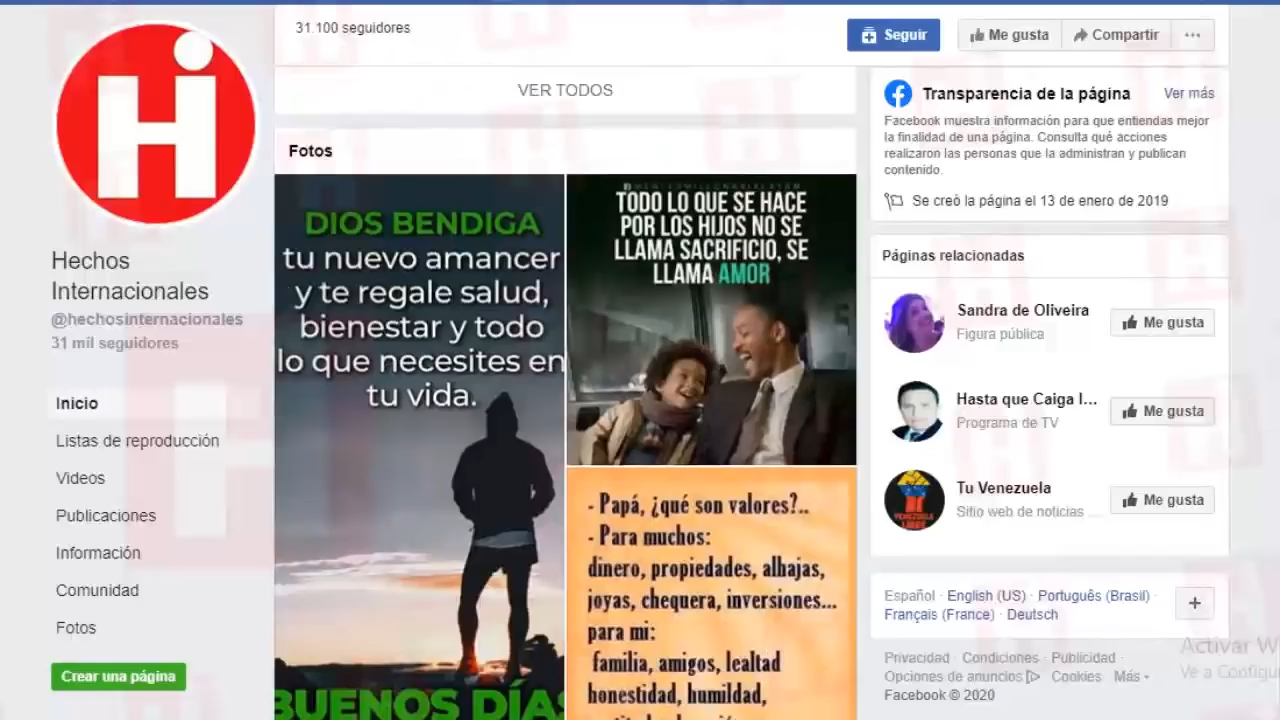 31.100 seguidores
Seguir
Me gusta
Compartir
VER TODOS
Fotos
Hi
Hechos
Internacionales
@hechosinternacionales
31 mil seguidores
Inicio
Listas de reproducción
Videos
Publicaciones
Información
Comunidad
Fotos
Crear una página
DIOS BENDIGA
tu nuevo amancer
y te regale salud,
bienestar y todo
lo que necesites en
tu vida.
BUENOS DÍAS
TODO LO QUE SE HACE
POR LOS HIJOS NO SE
LLAMA SACRIFICIO, SE
LLAMA AMOR
- Papá, ¿qué son valores?..
- Para muchos:
dinero, propiedades, alhajas,
joyas, chequera, inversiones...
para mi:
familia, amigos, lealtad
honestidad, humildad,
Transparencia de la página
Ver más
Facebook muestra información para que entiendas mejor
la finalidad de una página. Consulta qué acciones
realizaron las personas que la administran y publican
contenido.
Se creó la página el 13 de enero de 2019
Páginas relacionadas
Sandra de Oliveira
Figura pública
Me gusta
Hasta que Caiga l...
Programa de TV
Me gusta
Tu Venezuela
Sitio web de noticias ...
Me gusta
Español · English (US) · Português (Brasil) ·
Français (France) · Deutsch
Privacidad · Condiciones · Publicidad ·
Opciones de anuncios · Cookies · Más
Facebook © 2020
Activar W
Ve a Configu